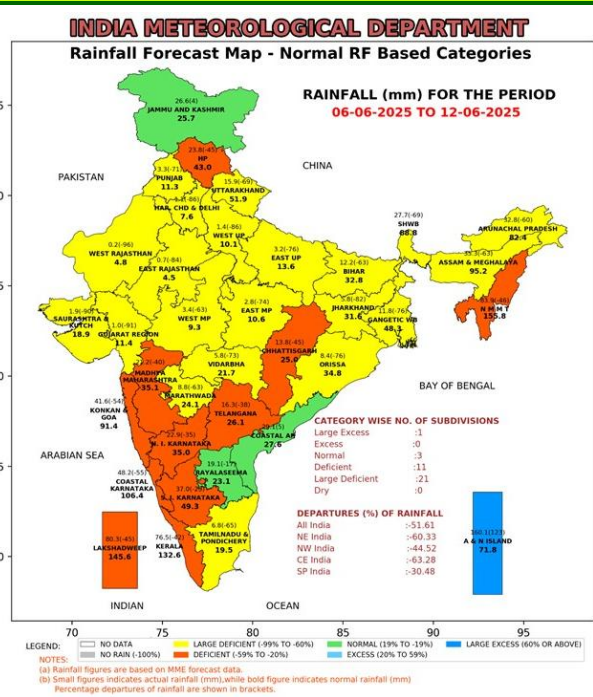 INDIA METEOROLOGICAL DEPARTMENT
Rainfall Forecast Map - Normal RF Based Categories
RAINFALL (mm) FOR THE PERIOD
06-06-2025 TO 12-06-2025
26.6(4)
JAMMU AND KASHMIR
25.7
23.8(-45)
HP
43.0
CHINA
PAKISTAN
3.3(-71)
PUNJAB
11.3
15.9(-69)
UTTARAKHAND
51.9
HAR. CHD & DELHI
7.6
1.4(-86)
WEST UP
10.1
27.7(-69)
SHWB
88.8
32.8(-60)
ARUNACHAL PRADESH
82.4
0.2(-96)
WEST RAJASTHAN
4.8
0.7(-84)
EAST RAJASTHAN
4.5
3.2(-76)
EAST UP
13.6
12.2(-63)
BIHAR
32.8
35.3(-63)
ASSAM & MEGHALAYA
95.2
1.9(-90)
SAURASHTRA &
KUTCH
18.9
1.0(-91)
GUJARAT REGION
11.4
3.4(-63)
WEST MP
9.3
2.8(-74)
EAST MP
10.6
5.8(-82)
JHARKHAND
31.6
11.8(-76)
GANGETIC WB
48.3
N M M T
155.8
13.8(-45)
CHHATTISGARH
25.0
8.4(-76)
ORISSA
34.8
MADHYA
MAHARASHTRA
35.1
5.8(-73)
VIDARBHA
21.7
8.8(-63)
MARATHWADA
24.1
BAY OF BENGAL
41.6(-54)
KONKAN &
GOA
91.4
16.3(-38)
TELANGANA
26.1
COASTAL AP
27.6
22.9(-35)
N. I. KARNATAKA
35.0
ARABIAN SEA
48.2(-55)
COASTAL
KARNATAKA
106.4
19.1(-17)
RAYALASEEMA
23.1
S. I. KARNATAKA
49.3
CATEGORY WISE NO. OF SUBDIVISIONS
Large Excess :1
Excess :0
Normal :3
Deficient :11
Large Deficient :21
Dry :0
DEPARTURES (%) OF RAINFALL
All India :-51.61
NE India :-60.33
NW India :-44.52
CE India :-63.28
SP India :-30.48
80.3(-45)
LAKSHADWEEP
145.6
KERALA
132.6
6.8(-65)
TAMILNADU &
PONDICHERY
19.5
160.1(123)
A & N ISLAND
71.8
INDIAN OCEAN
70 75 80 85 90 95
LEGEND:
NO DATA LARGE DEFICIENT (-99% TO -60%) NORMAL (19% TO -19%) LARGE EXCESS (60% OR ABOVE)
NO RAIN (-100%) DEFICIENT (-59% TO -20%) EXCESS (20% TO 59%)
NOTES:
(a) Rainfall figures are based on MME forecast data.
(b) Small figures indicates actual rainfall (mm),while bold figure indicates normal rainfall (mm)
Percentage departures of rainfall are shown in brackets.